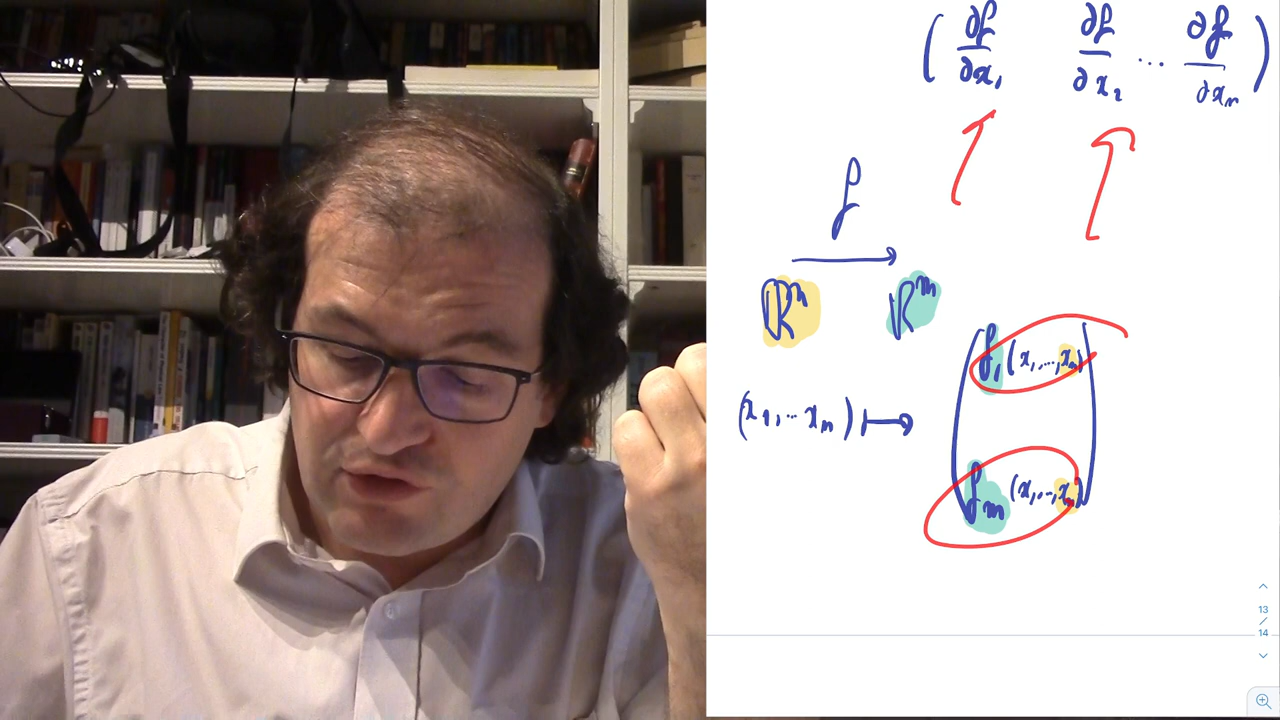 ( ∂f/∂x₁ ∂f/∂x₂ ... ∂f/∂xₙ )
f
ℝⁿ → ℝᵐ
(x₁, ... xₙ) ↦
f₁ (x₁, ..., xₙ)
fₘ (x₁, ..., xₙ)
13
/
14